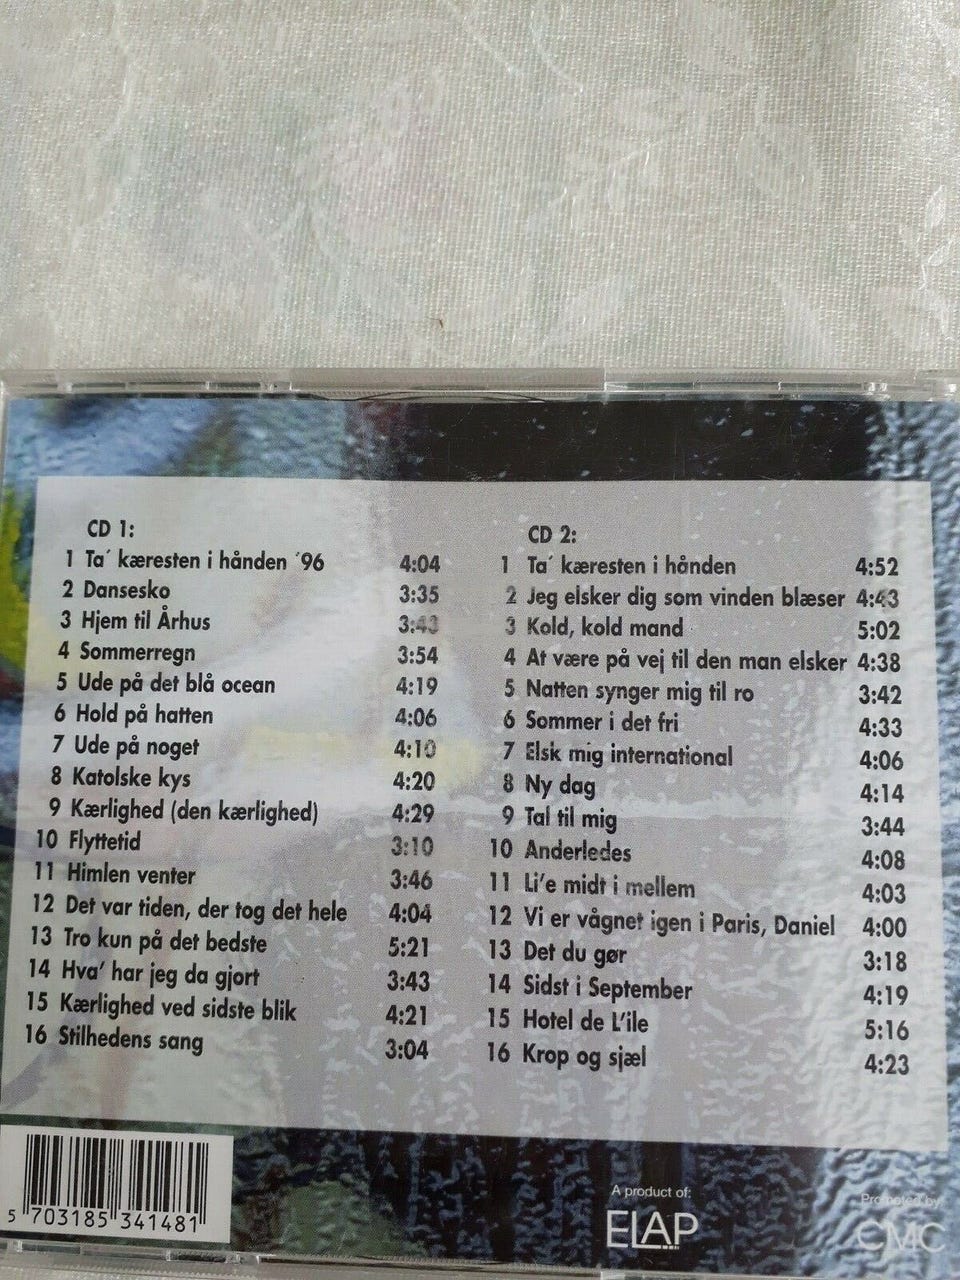 CD 1:
1 Ta´ kæresten i hånden ´96 4:04
2 Dansesko 3:35
3 Hjem til Århus 3:43
4 Sommerregn 3:54
5 Ude på det blå ocean 4:19
6 Hold på hatten 4:06
7 Ude på noget 4:10
8 Katolske kys 4:20
9 Kærlighed (den kærlighed) 4:29
10 Flyttetid 3:10
11 Himlen venter 3:46
12 Det var tiden, der tog det hele 4:04
13 Tro kun på det bedste 5:21
14 Hva' har jeg da gjort 3:43
15 Kærlighed ved sidste blik 4:21
16 Stilhedens sang 3:04
CD 2:
1 Ta´ kæresten i hånden 4:52
2 Jeg elsker dig som vinden blæser 4:43
3 Kold, kold mand 5:02
4 At være på vej til den man elsker 4:38
5 Natten synger mig til ro 3:42
6 Sommer i det fri 4:33
7 Elsk mig international 4:06
8 Ny dag 4:14
9 Tal til mig 3:44
10 Anderledes 4:08
11 Li'e midt i mellem 4:03
12 Vi er vågnet igen i Paris, Daniel 4:00
13 Det du gør 3:18
14 Sidst i September 4:19
15 Hotel de L'ile 5:16
16 Krop og sjæl 4:23
5 703185 341481
A product of:
ELAP
Promoted by
CMC